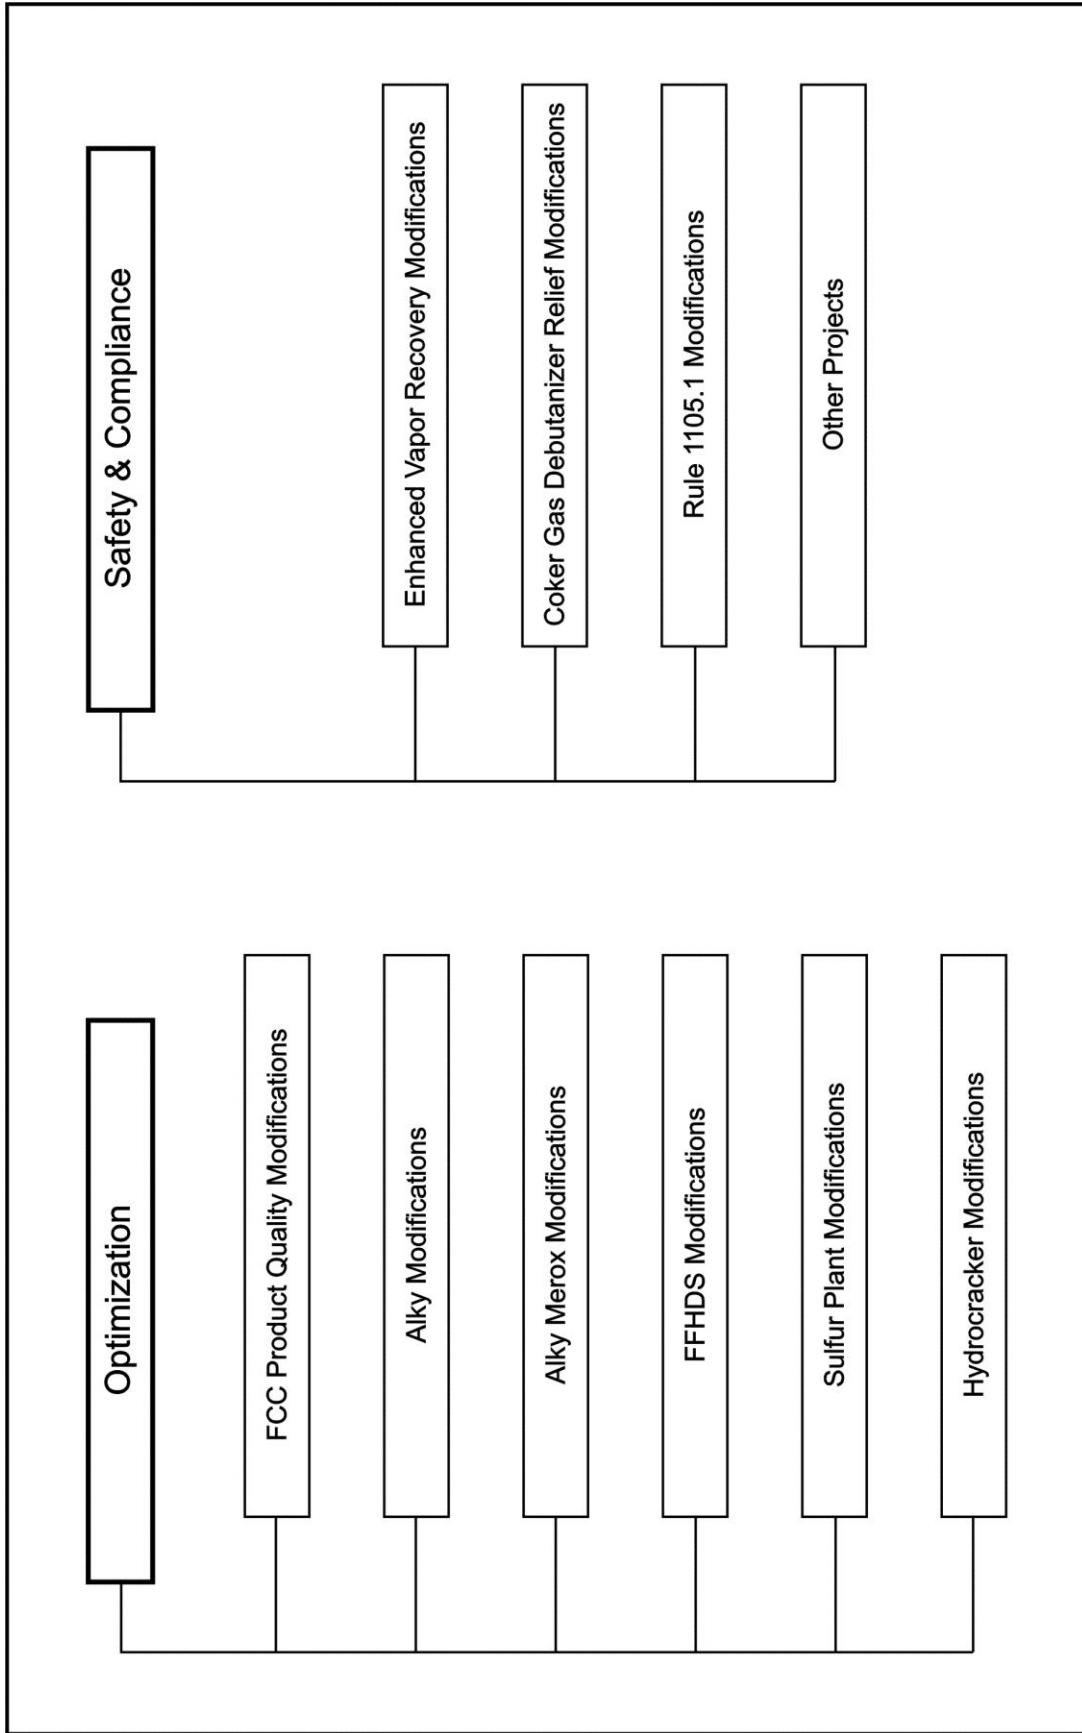 Optimization
FCC Product Quality Modifications
Alky Modifications
Alky Merox Modifications
FFHDS Modifications
Sulfur Plant Modifications
Hydrocracker Modifications
Safety & Compliance
Enhanced Vapor Recovery Modifications
Coker Gas Debutanizer Relief Modifications
Rule 1105.1 Modifications
Other Projects